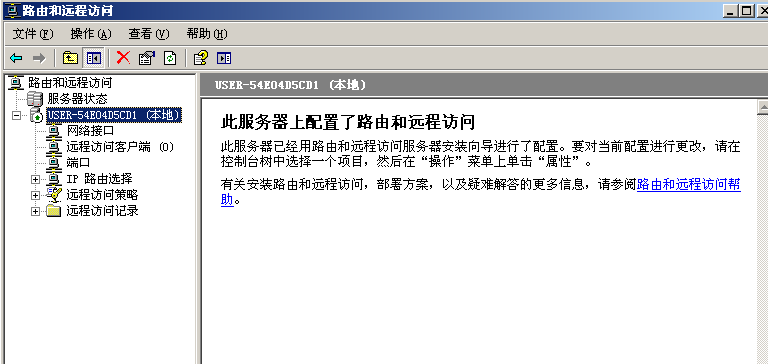 路由和远程访问
文件(F) 操作(A) 查看(V) 帮助(H)
路由和远程访问
服务器状态
USER-54E04D5CD1 (本地)
网络接口
远程访问客户端 (0)
端口
IP 路由选择
远程访问策略
远程访问记录
USER-54E04D5CD1 (本地)
此服务器上配置了路由和远程访问
此服务器已经用路由和远程访问服务器安装向导进行了配置。要对当前配置进行更改，请在
控制台树中选择一个项目，然后在“操作”菜单上单击“属性”。
有关安装路由和远程访问，部署方案，以及疑难解答的更多信息，请参阅路由和远程访问帮
助。